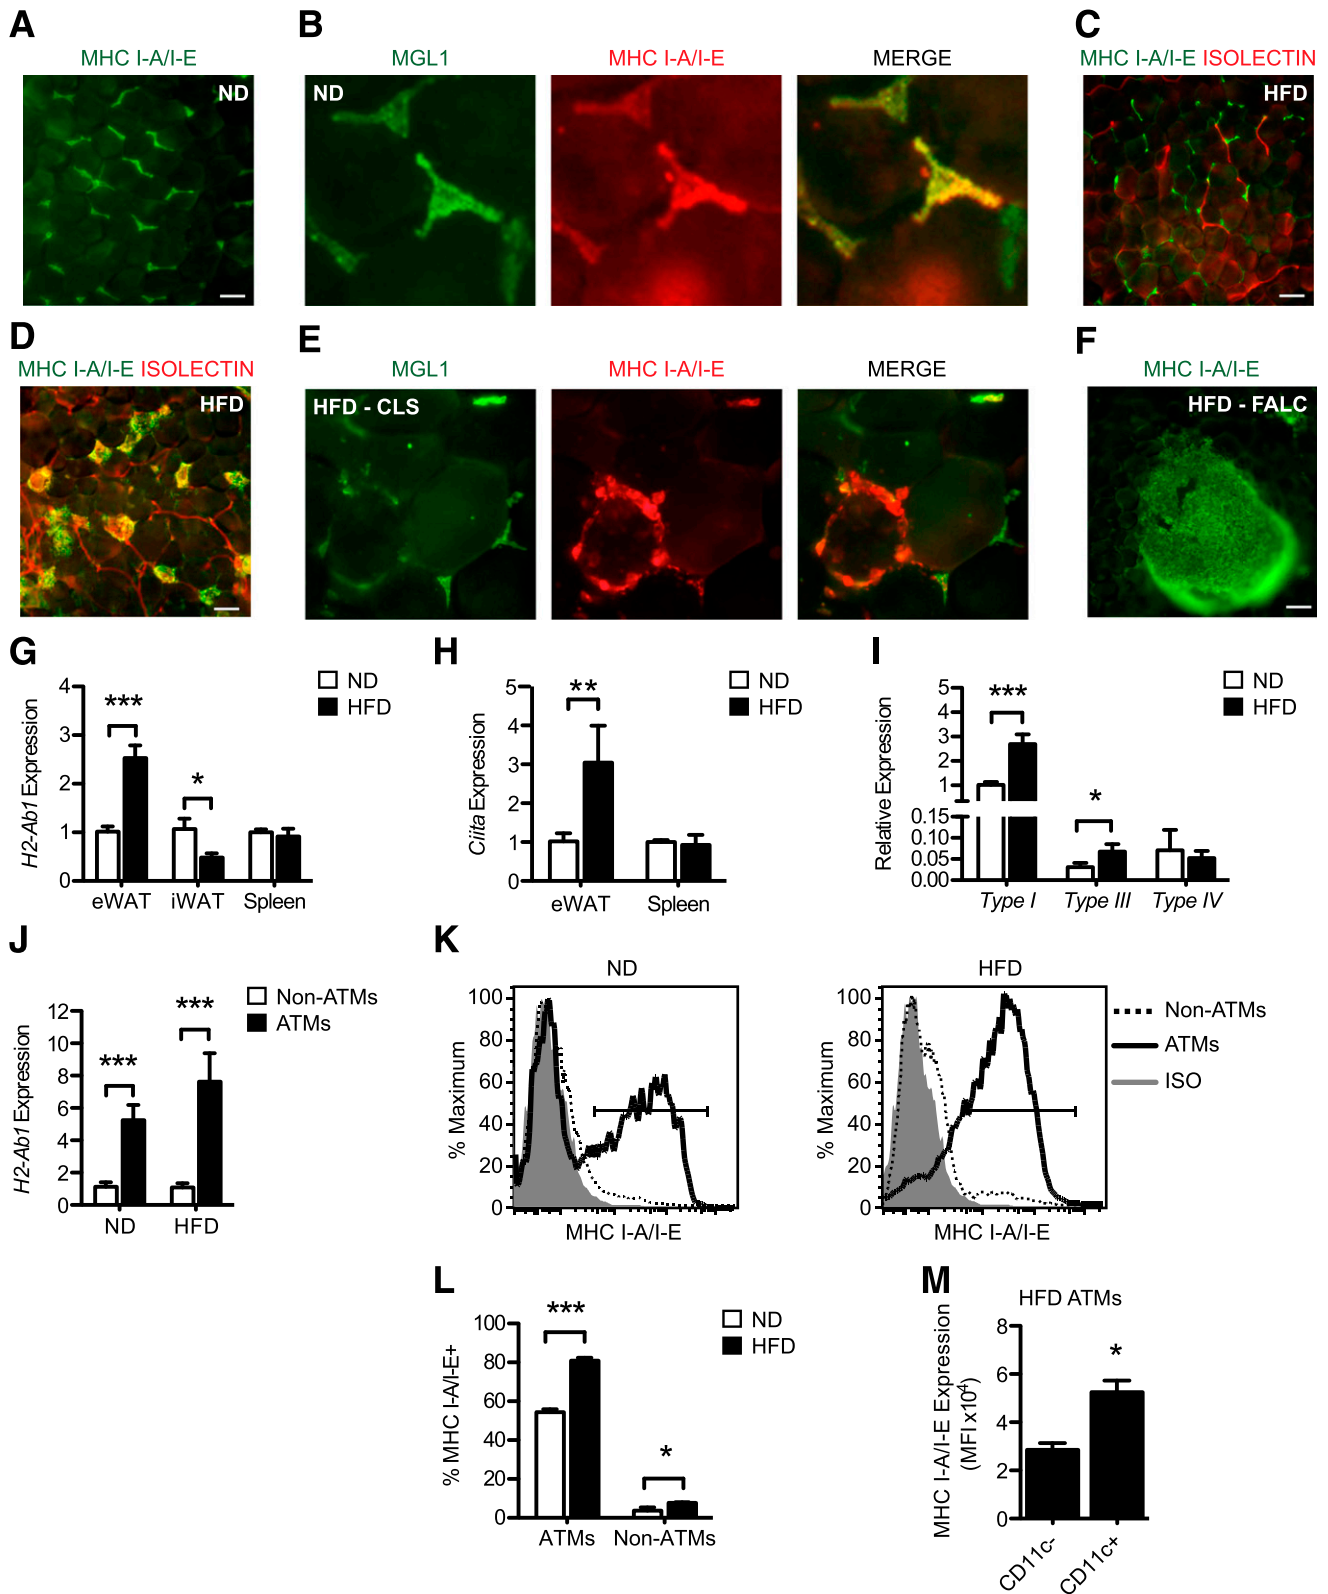 A
MHC I-A/I-E
ND
B
MGL1
MHC I-A/I-E
MERGE
ND
C
MHC I-A/I-E ISOLECTIN
HFD
D
MHC I-A/I-E ISOLECTIN
HFD
E
MGL1
MHC I-A/I-E
MERGE
HFD - CLS
F
MHC I-A/I-E
HFD - FALC
G
H2-Ab1 Expression
4
3
2
1
0
***
*
ND
HFD
eWAT
iWAT
Spleen
H
Ciita Expression
5
4
3
2
1
0
**
ND
HFD
eWAT
Spleen
I
Relative Expression
5
4
3
2
1
0.15
0.10
0.05
0.00
***
*
ND
HFD
Type I
Type III
Type IV
J
H2-Ab1 Expression
12
10
8
6
4
2
0
***
***
Non-ATMs
ATMs
ND
HFD
K
ND
% Maximum
100
80
60
40
20
0
MHC I-A/I-E
HFD
% Maximum
100
80
60
40
20
0
MHC I-A/I-E
Non-ATMs
ATMs
ISO
L
% MHC I-A/I-E+
100
80
60
40
20
0
***
*
ND
HFD
ATMs
Non-ATMs
M
HFD ATMs
MHC I-A/I-E Expression
(MFI x10⁴)
8
6
4
2
0
*
CD11c-
CD11c+